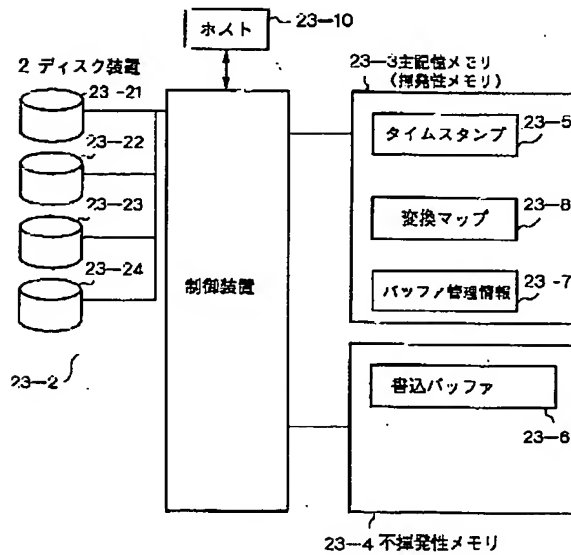 ホスト
23-10
2 ディスク装置
23-21
23-22
23-23
23-24
23-2
制御装置
23-3主記憶メモリ
(揮発性メモリ)
タイムスタンプ
23-5
変換マップ
23-8
バッファ管理情報
23-7
書込バッファ
23-6
23-4 不揮発性メモリ